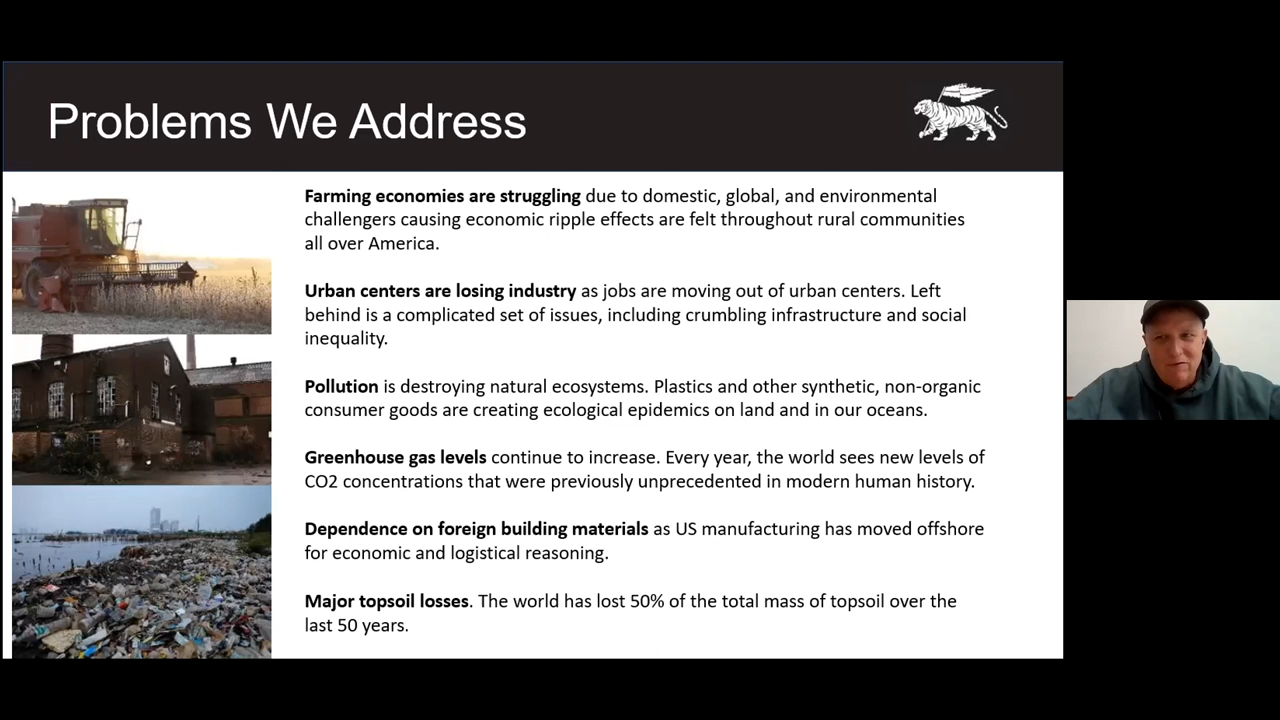 Problems We Address
Farming economies are struggling due to domestic, global, and environmental
challengers causing economic ripple effects are felt throughout rural communities
all over America.
Urban centers are losing industry as jobs are moving out of urban centers. Left
behind is a complicated set of issues, including crumbling infrastructure and social
inequality.
Pollution is destroying natural ecosystems. Plastics and other synthetic, non-organic
consumer goods are creating ecological epidemics on land and in our oceans.
Greenhouse gas levels continue to increase. Every year, the world sees new levels of
CO2 concentrations that were previously unprecedented in modern human history.
Dependence on foreign building materials as US manufacturing has moved offshore
for economic and logistical reasoning.
Major topsoil losses. The world has lost 50% of the total mass of topsoil over the
last 50 years.